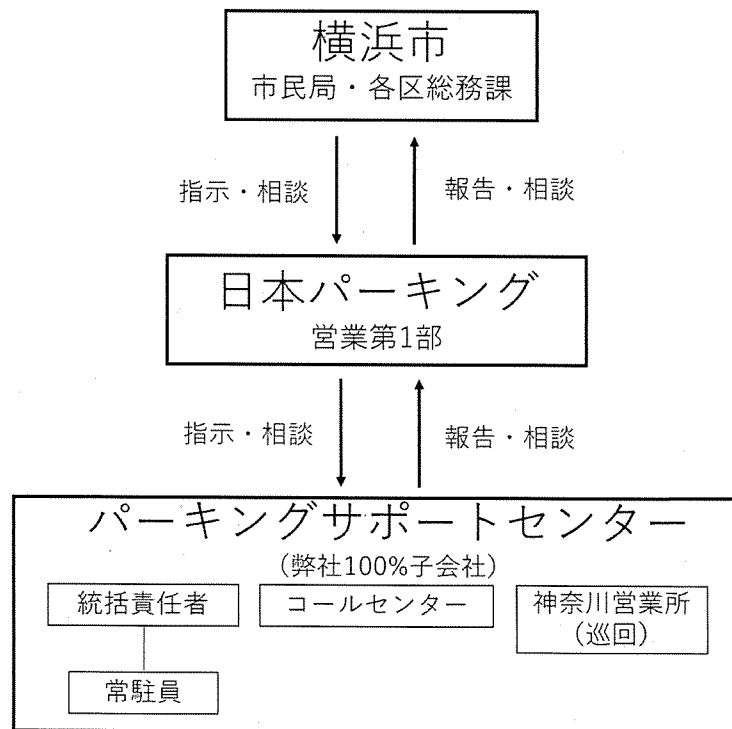 横浜市
市民局・各区総務課
指示・相談
報告・相談
日本パーキング
営業第1部
指示・相談
報告・相談
パーキングサポートセンター
(弊社100%子会社)
統括責任者
コールセンター
神奈川営業所
(巡回)
常駐員